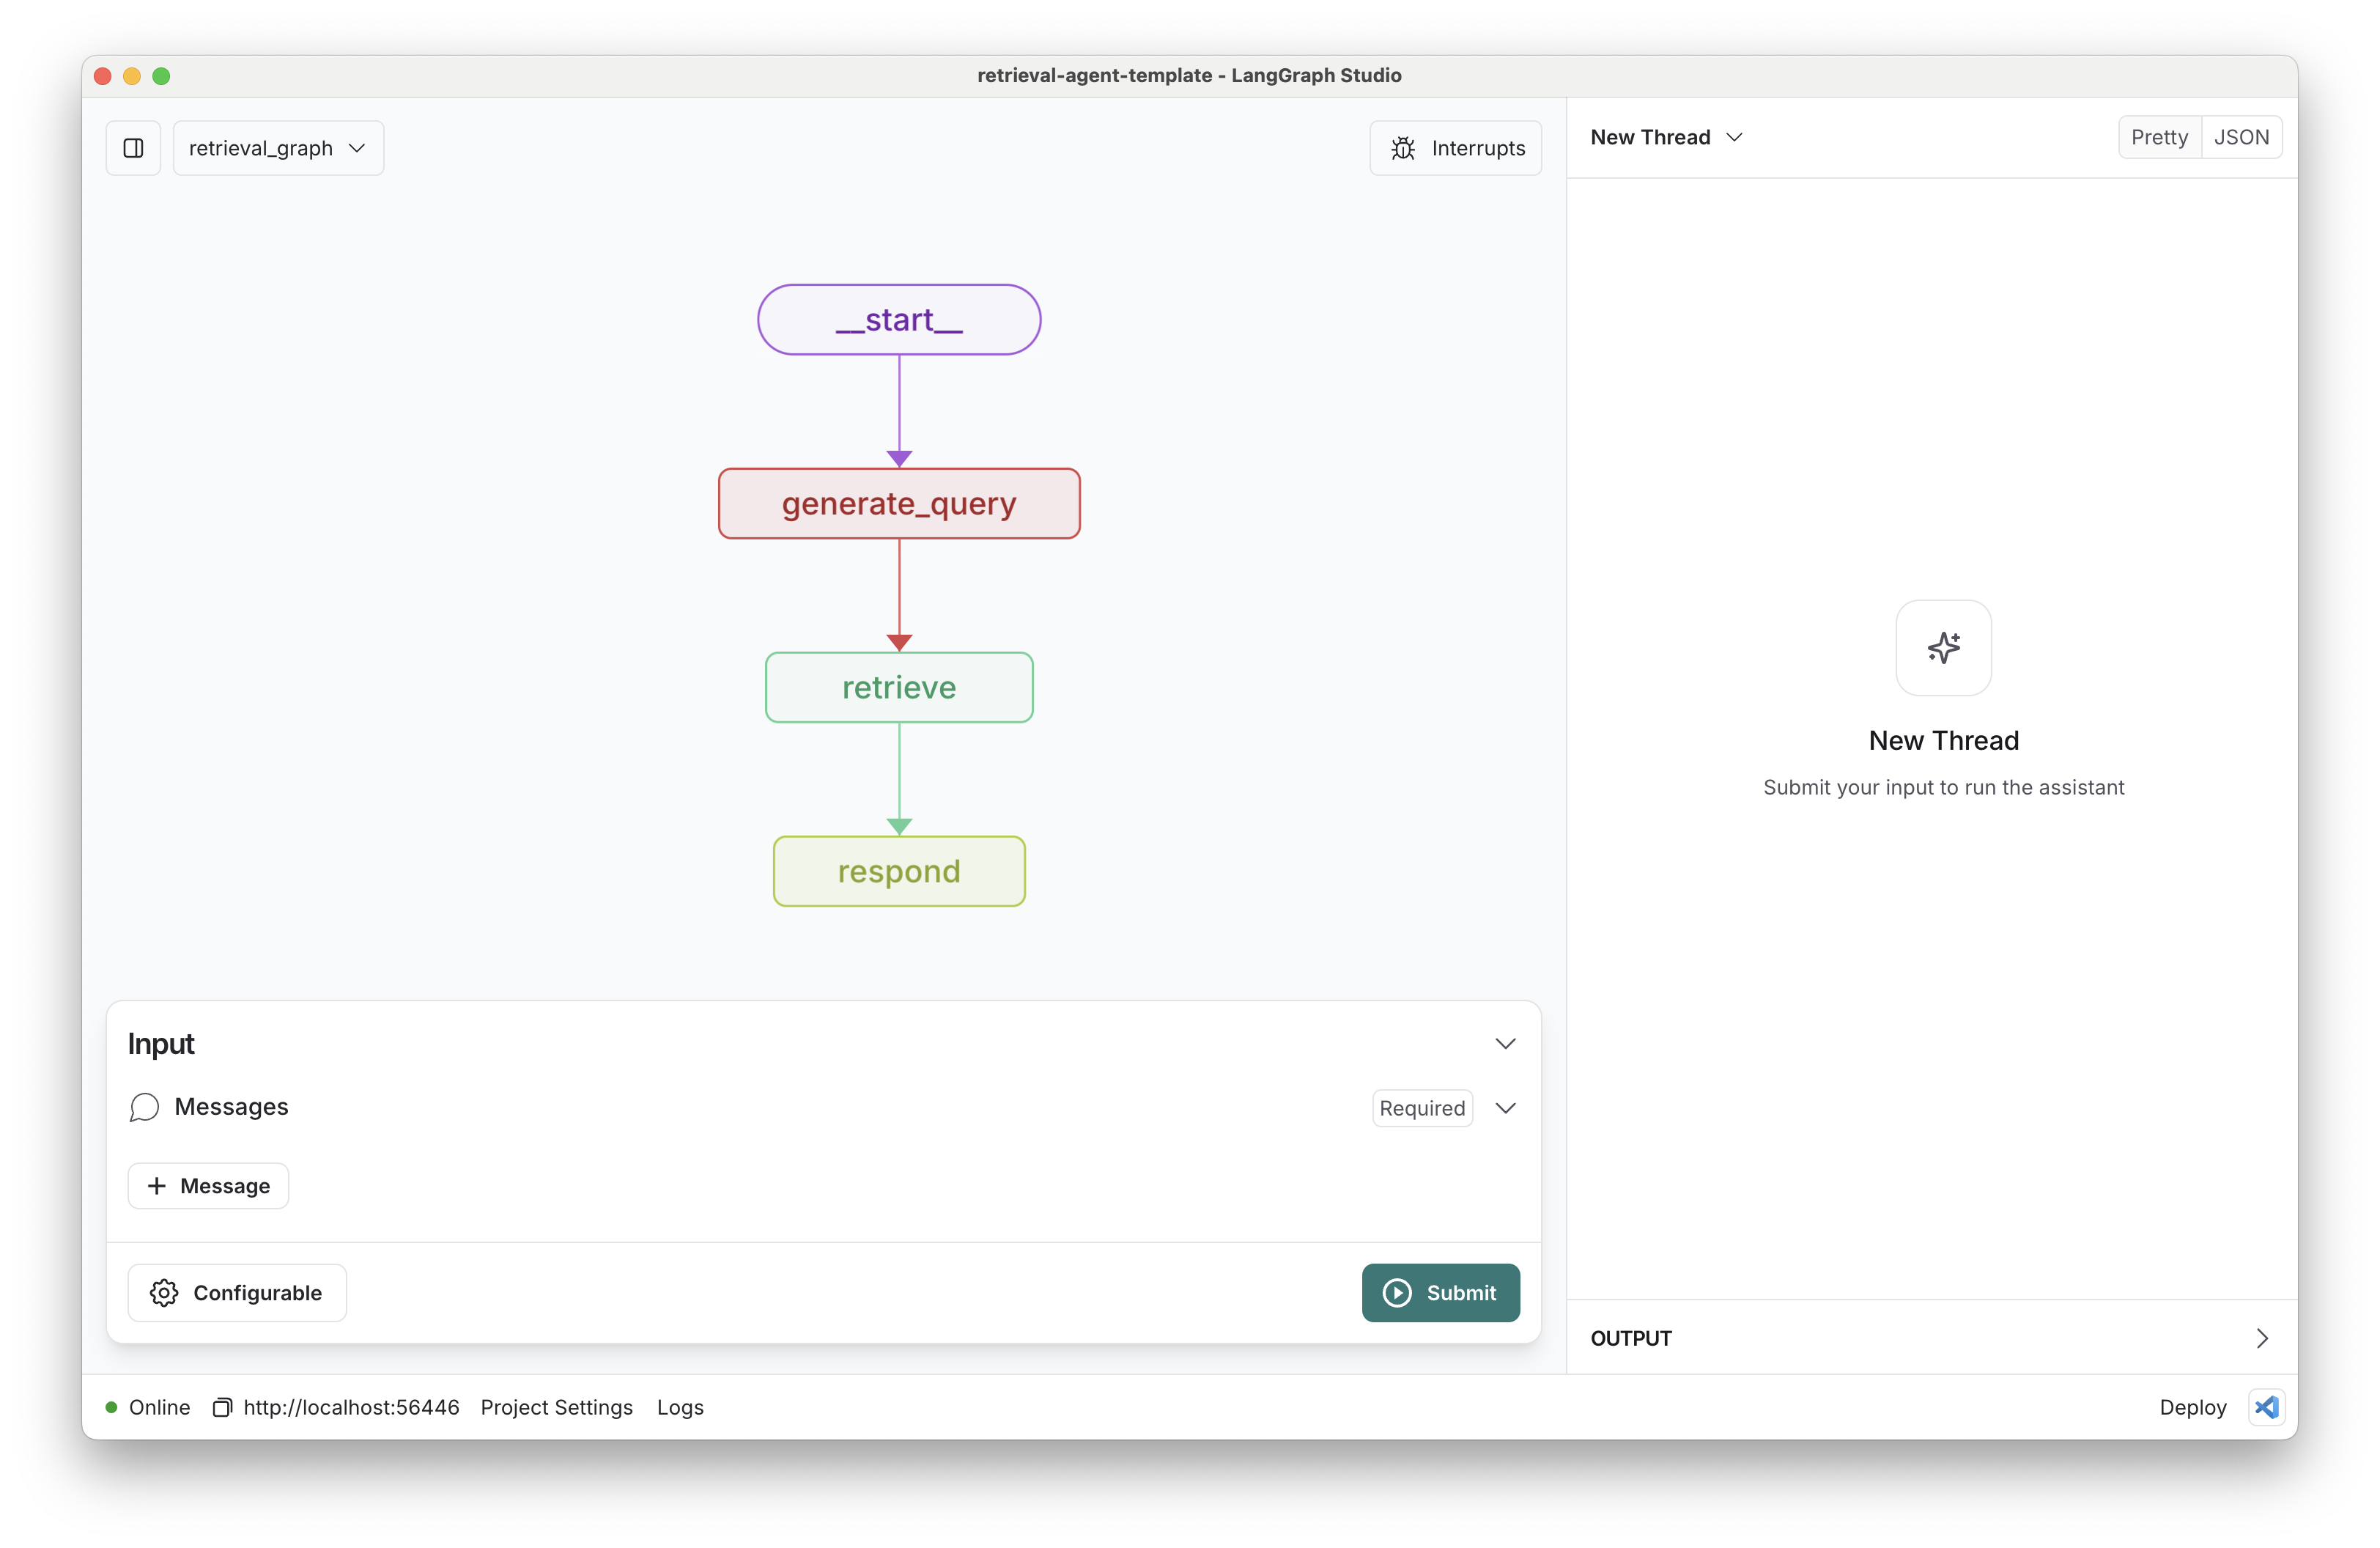 retrieval-agent-template - LangGraph Studio
retrieval_graph
Interrupts
__start__
generate_query
retrieve
respond
Input
Messages
Required
Message
Configurable
Submit
New Thread
Pretty
JSON
New Thread
Submit your input to run the assistant
OUTPUT
Online
http://localhost:56446
Project Settings
Logs
Deploy